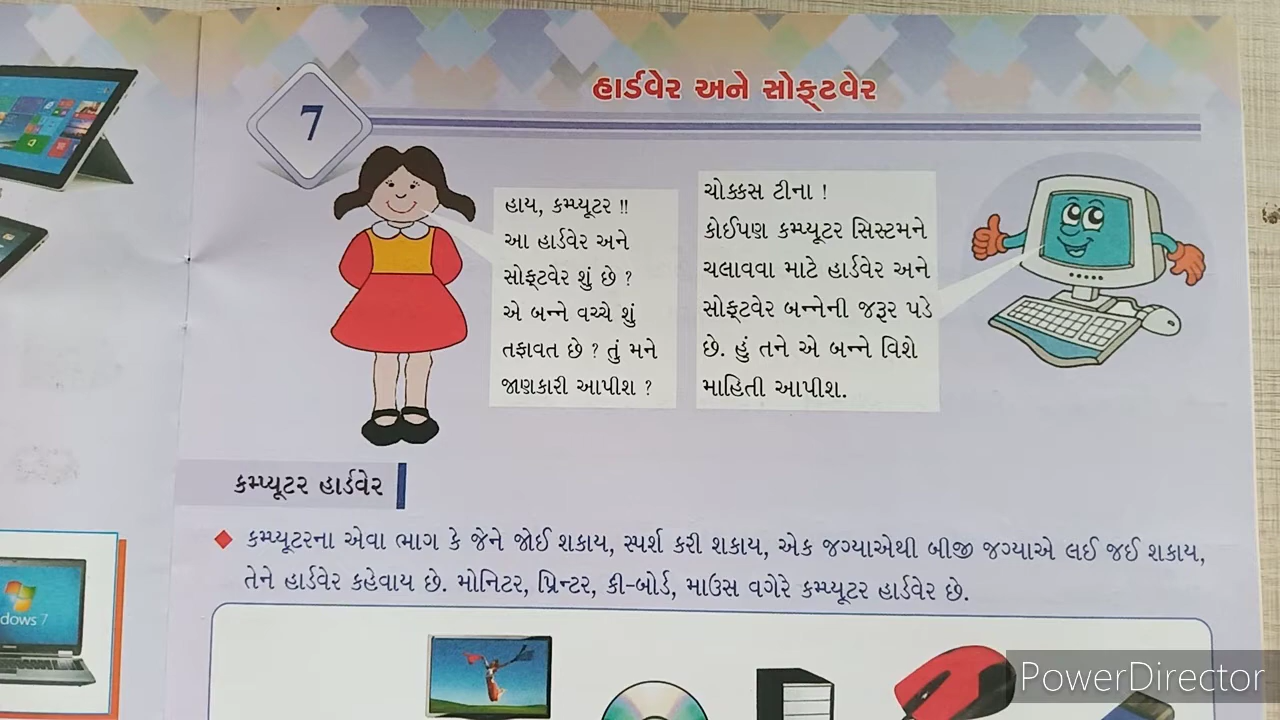 7
હાર્ડવેર અને સોફ્ટવેર
હાય, કમ્પ્યૂટર !!
આ હાર્ડવેર અને
સોફ્ટવેર શું છે ?
એ બન્ને વચ્ચે શું
તફાવત છે ? તું મને
જાણકારી આપીશ ?
ચોક્કસ ટીના !
કોઈપણ કમ્પ્યૂટર સિસ્ટમને
ચલાવવા માટે હાર્ડવેર અને
સોફ્ટવેર બન્નેની જરૂર પડે
છે. હું તને એ બન્ને વિશે
માહિતી આપીશ.
કમ્પ્યૂટર હાર્ડવેર
કમ્પ્યૂટરના એવા ભાગ કે જેને જોઈ શકાય, સ્પર્શ કરી શકાય, એક જગ્યાએથી બીજી જગ્યાએ લઈ જઈ શકાય,
તેને હાર્ડવેર કહેવાય છે. મોનિટર, પ્રિન્ટર, કી-બોર્ડ, માઉસ વગેરે કમ્પ્યૂટર હાર્ડવેર છે.
dows 7
PowerDirector